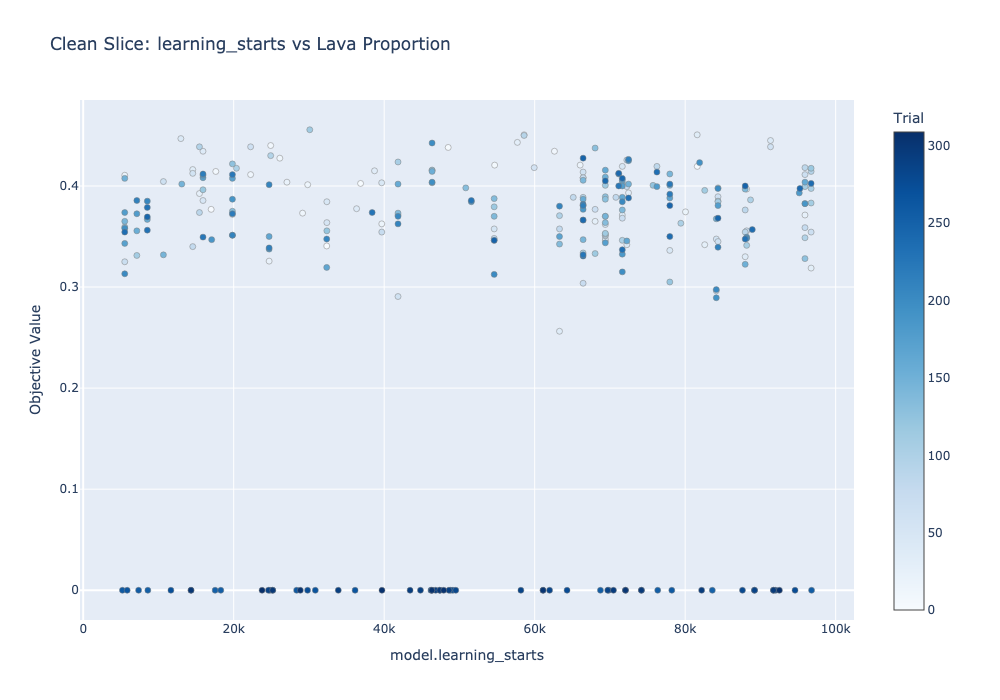 Clean Slice: learning_starts vs Lava Proportion
Trial
300
250
200
150
100
50
0
Objective Value
0.4
0.3
0.2
0.1
0
0
20k
40k
60k
80k
100k
model.learning_starts